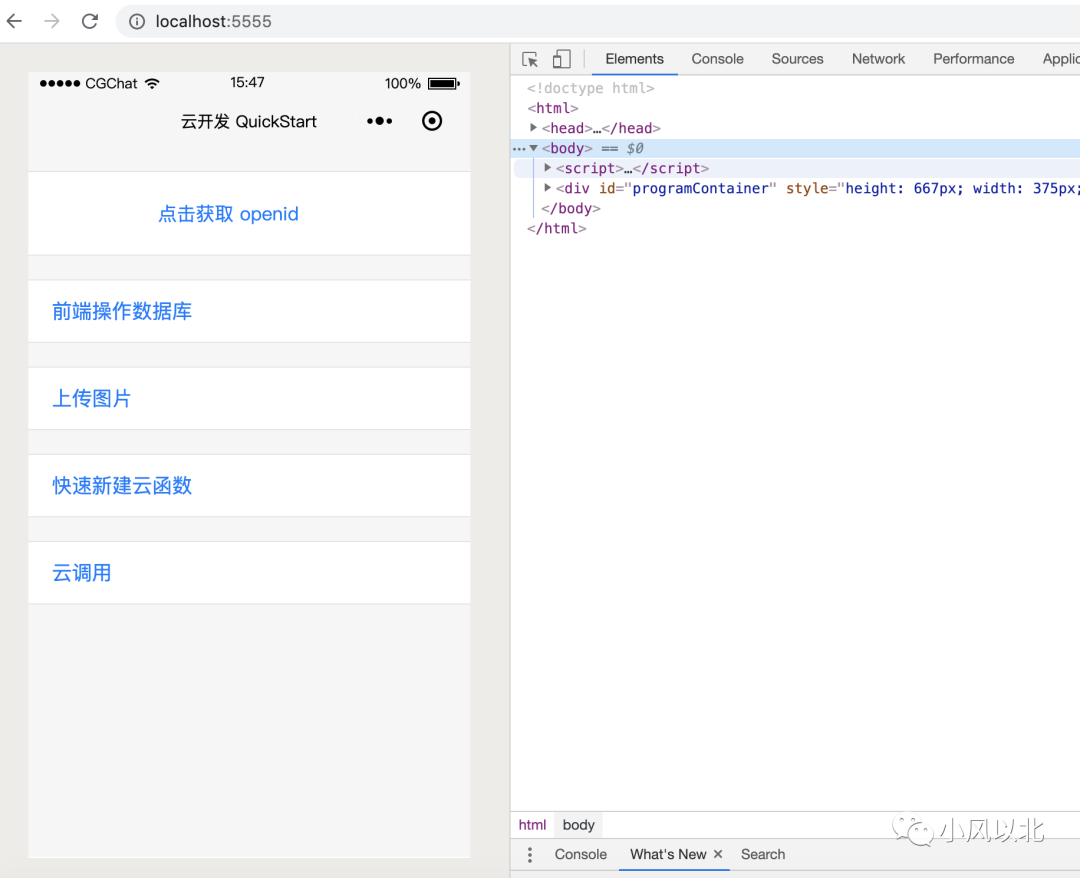 localhost:5555
CGChat 15:47 100%
云开发 QuickStart
点击获取 openid
前端操作数据库
上传图片
快速新建云函数
云调用
Elements Console Sources Network Performance Applic
<!doctype html>
<html>
<head>…</head>
<body> == $0
<script>…</script>
<div id="programContainer" style="height: 667px; width: 375px;
</body>
</html>
html body
小风以北
Console What's New × Search